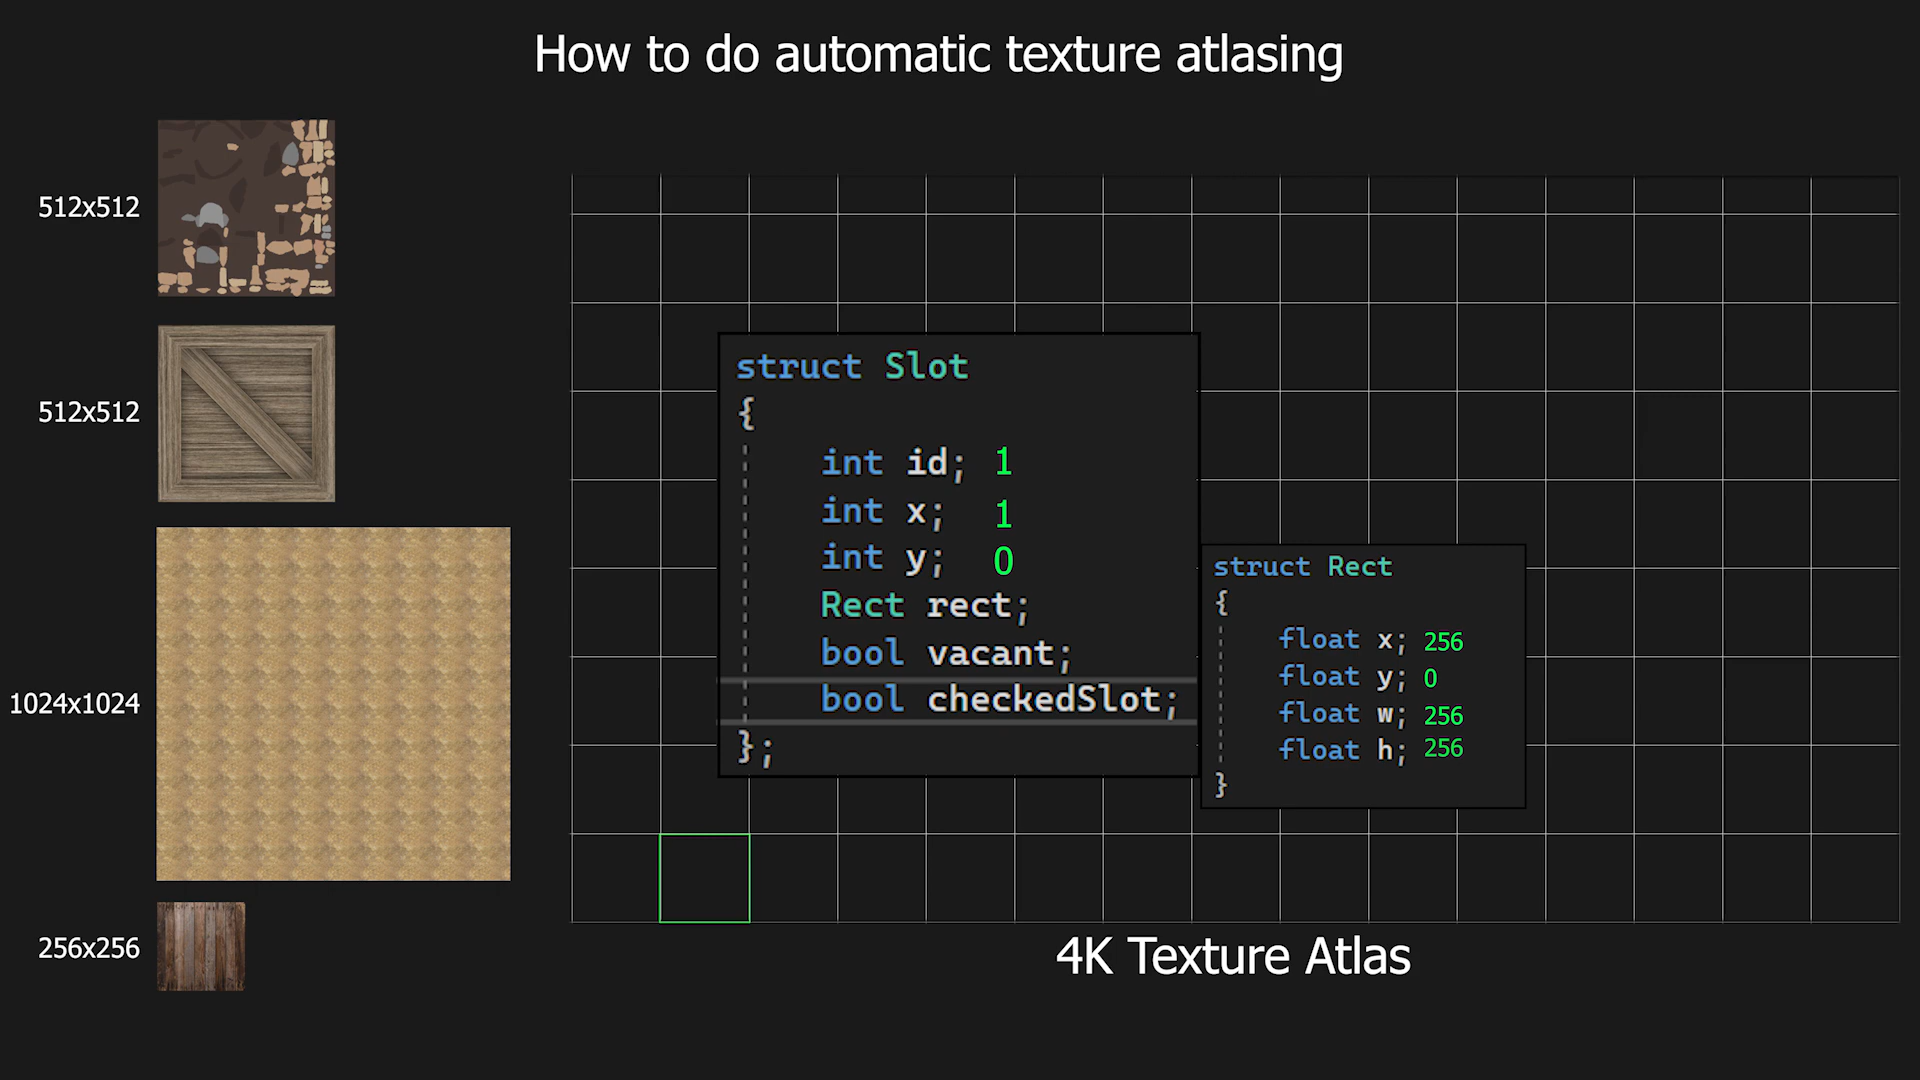 How to do automatic texture atlasing
512x512
512x512
1024x1024
256x256
struct Slot
{
int id; 1
int x; 1
int y; 0
Rect rect;
bool vacant;
bool checkedSlot;
};
struct Rect
{
float x; 256
float y; 0
float w; 256
float h; 256
}
4K Texture Atlas